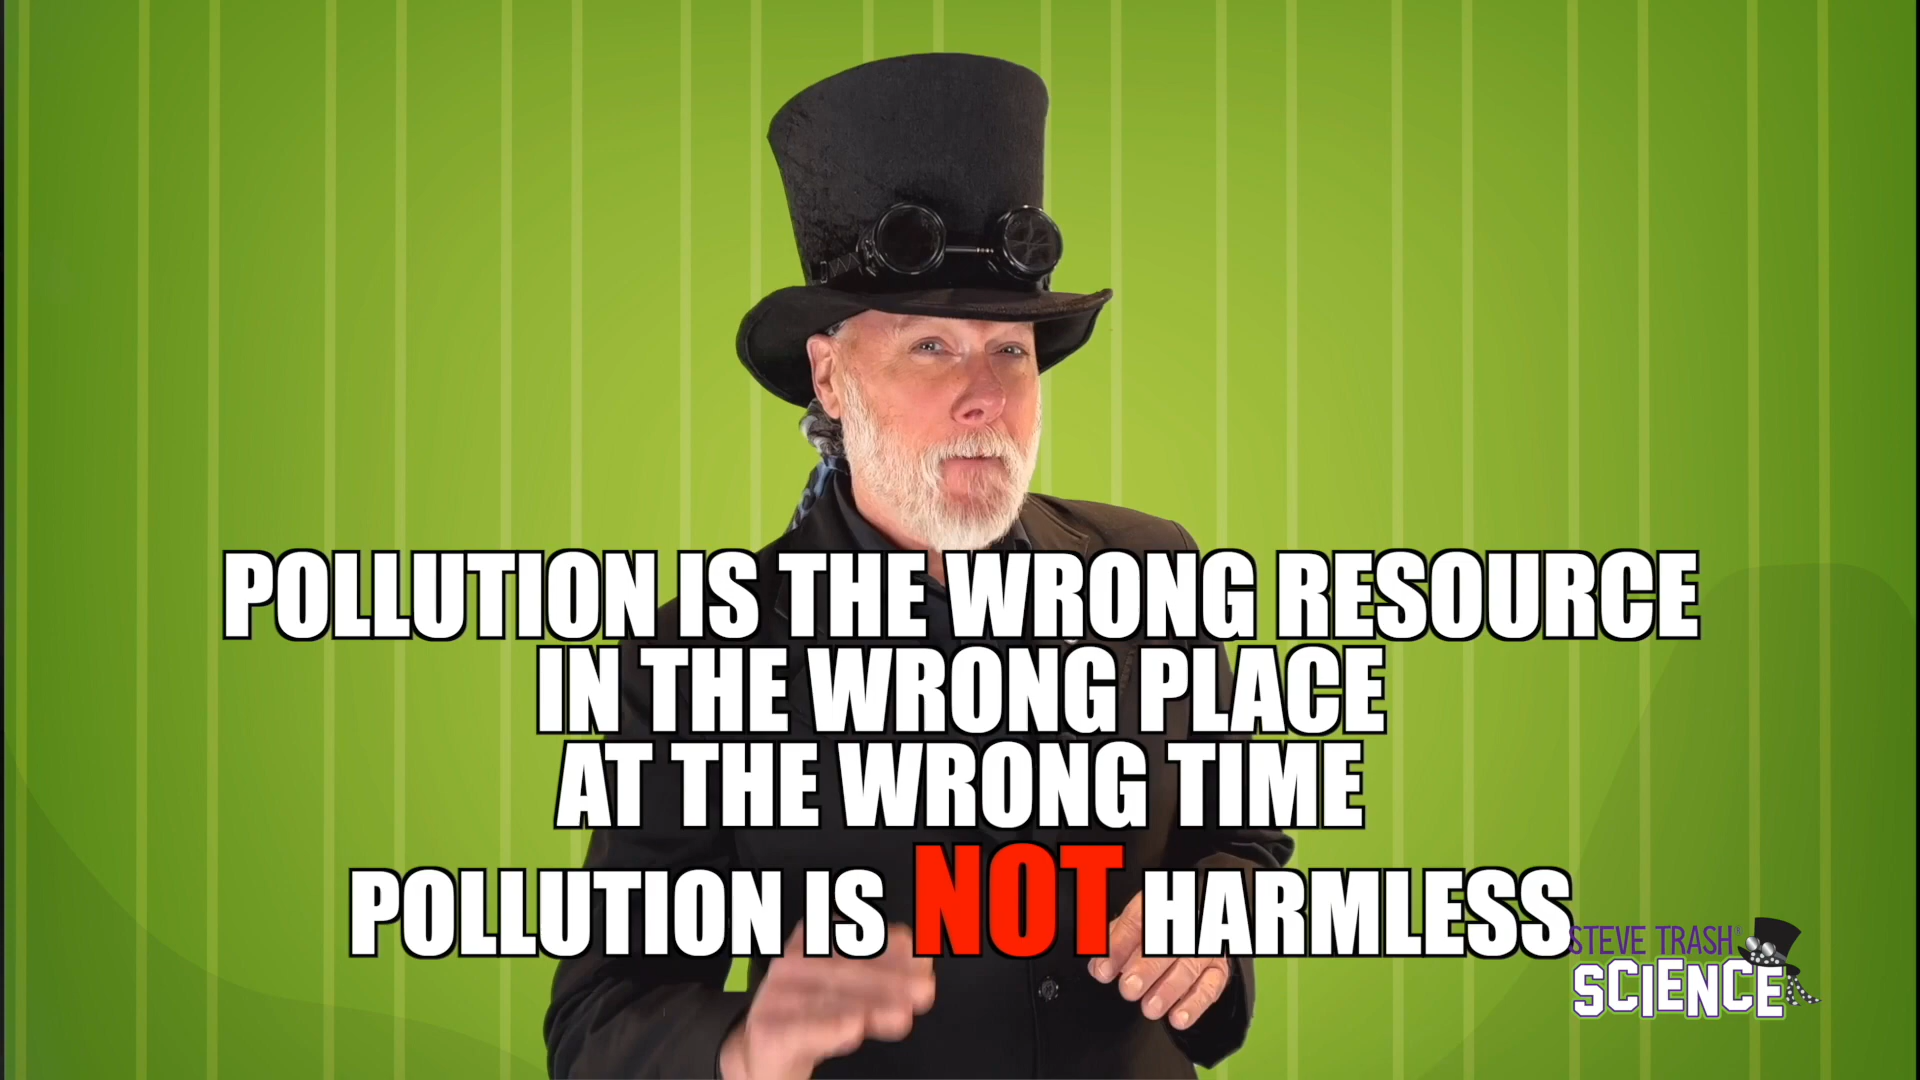 POLLUTION IS THE WRONG RESOURCE
IN THE WRONG PLACE
AT THE WRONG TIME
POLLUTION IS NOT HARMLESS
STEVE TRASH®
SCIENCE